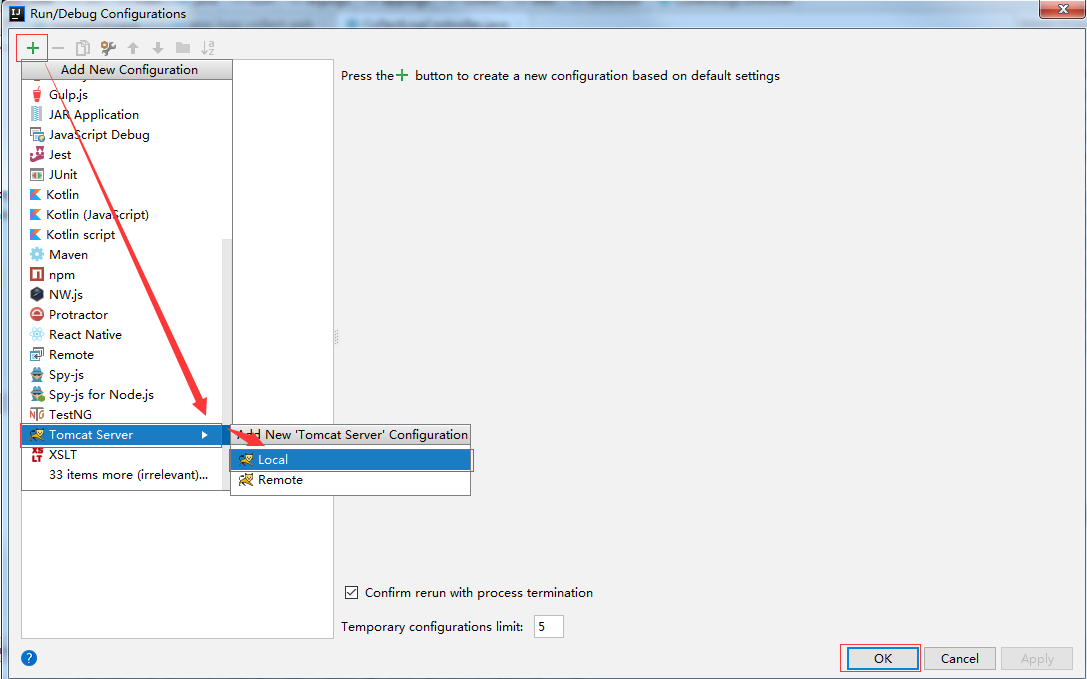 Run/Debug Configurations
Add New Configuration
Press the + button to create a new configuration based on default settings
Gulp.js
JAR Application
JavaScript Debug
Jest
JUnit
Kotlin
Kotlin (JavaScript)
Kotlin script
Maven
npm
NW.js
Protractor
React Native
Remote
Spy-js
Spy-js for Node.js
TestNG
Tomcat Server
XSLT
33 items more (irrelevant)...
Add New 'Tomcat Server' Configuration
Local
Remote
Confirm rerun with process termination
Temporary configurations limit: 5
? OK Cancel Apply